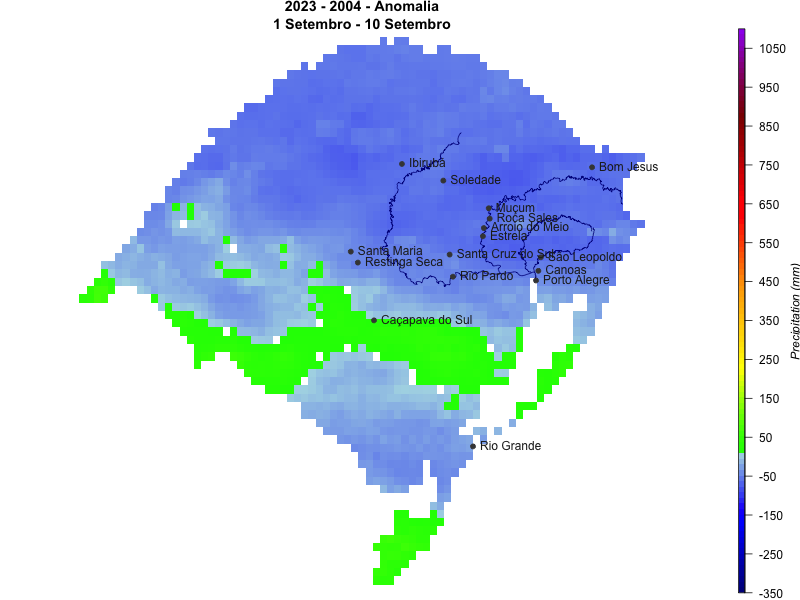 2023 - 2004 - Anomalia
1 Setembro - 10 Setembro
Ibirubá
Soledade
Bom Jesus
Muçum
Roca Sales
Arroio do Meio
Estrela
Santa Maria
Restinga Seca
Santa Cruz do Sul
São Leopoldo
Canoas
Rio Pardo
Porto Alegre
Caçapava do Sul
Rio Grande
1050
950
850
750
650
550
450
350
250
150
50
-50
-150
-250
-350
Precipitation (mm)